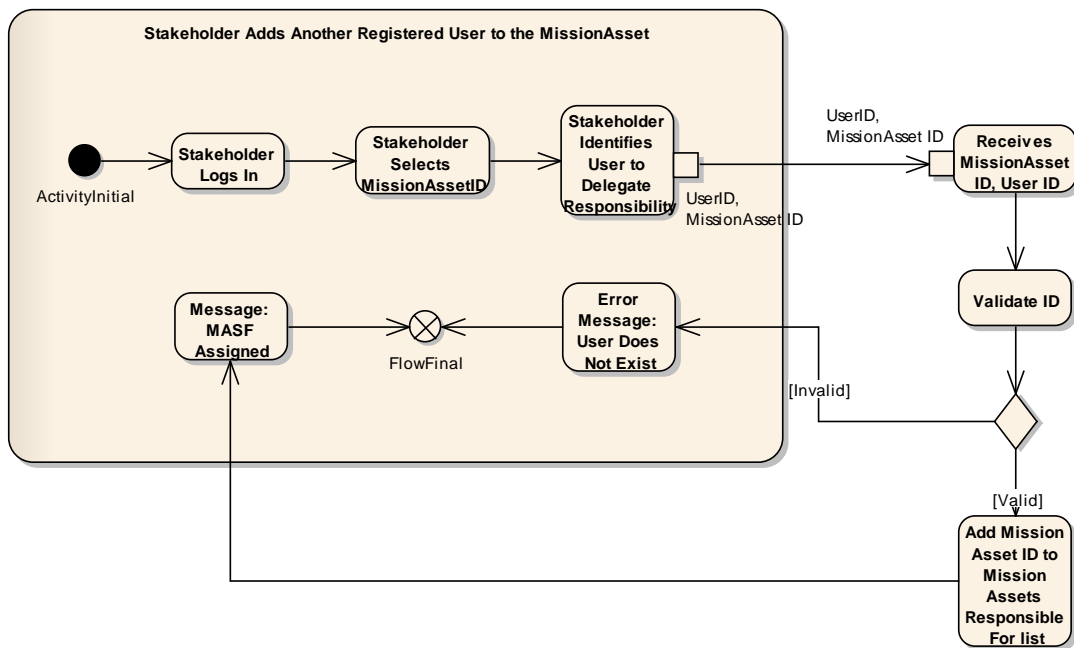 Stakeholder Adds Another Registered User to the MissionAsset
ActivityInitial
Stakeholder
Logs In
Stakeholder
Selects
MissionAssetID
Stakeholder
Identifies
User to
Delegate
Responsibility
UserID,
MissionAsset ID
UserID,
MissionAsset ID
Receives
MissionAsset
ID, User ID
Validate ID
Message:
MASF
Assigned
FlowFinal
Error
Message:
User Does
Not Exist
[Invalid]
[Valid]
Add Mission
Asset ID to
Mission
Assets
Responsible
For list